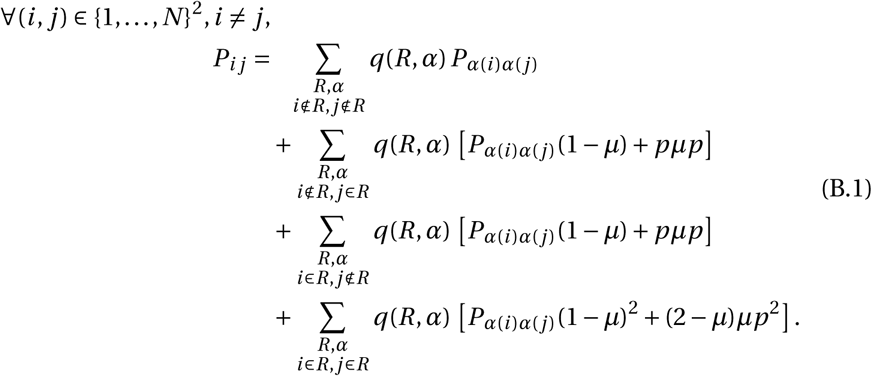 ∀(i, j) ∈ {1, ..., N}², i ≠ j,
P_{ij} = ∑_{R,α i∉R, j∉R} q(R, α) P_{α(i)α(j)}
+ ∑_{R,α i∉R, j∈R} q(R, α) [P_{α(i)α(j)}(1 − μ) + pμp]
+ ∑_{R,α i∈R, j∉R} q(R, α) [P_{α(i)α(j)}(1 − μ) + pμp]
+ ∑_{R,α i∈R, j∈R} q(R, α) [P_{α(i)α(j)}(1 − μ)² + (2 − μ)μp²].
(B.1)